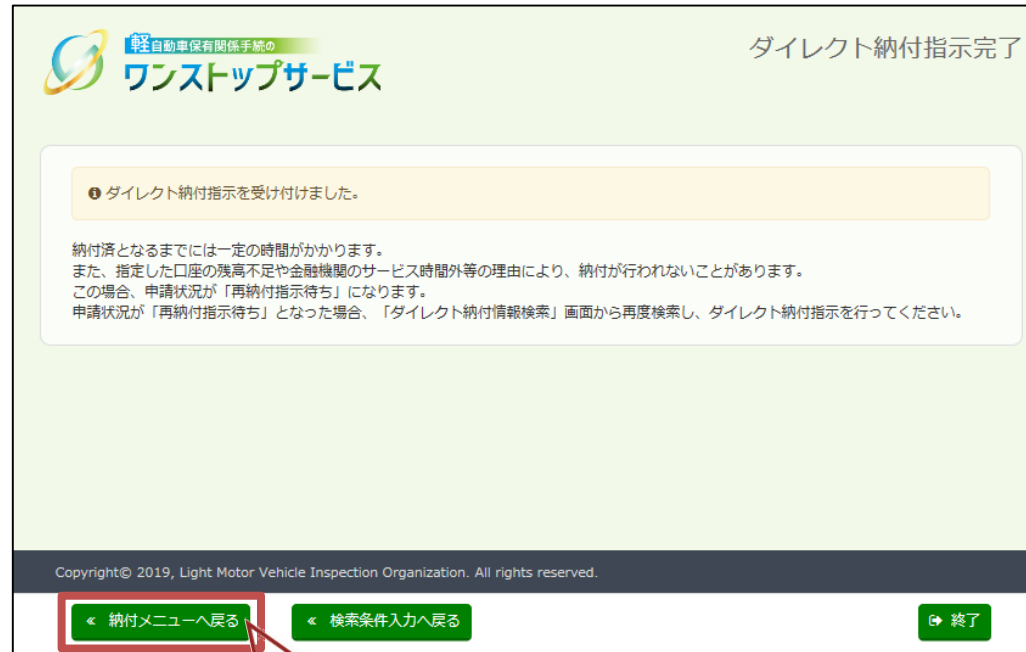 軽自動車保有関係手続の
ワンストップサービス
ダイレクト納付指示完了
ダイレクト納付指示を受け付けました。
納付済となるまでには一定の時間がかかります。
また、指定した口座の残高不足や金融機関のサービス時間外等の理由により、納付が行われないことがあります。
この場合、申請状況が「再納付指示待ち」になります。
申請状況が「再納付指示待ち」となった場合、「ダイレクト納付情報検索」画面から再度検索し、ダイレクト納付指示を行ってください。
Copyright© 2019, Light Motor Vehicle Inspection Organization. All rights reserved.
« 納付メニューへ戻る
« 検索条件入力へ戻る
終了